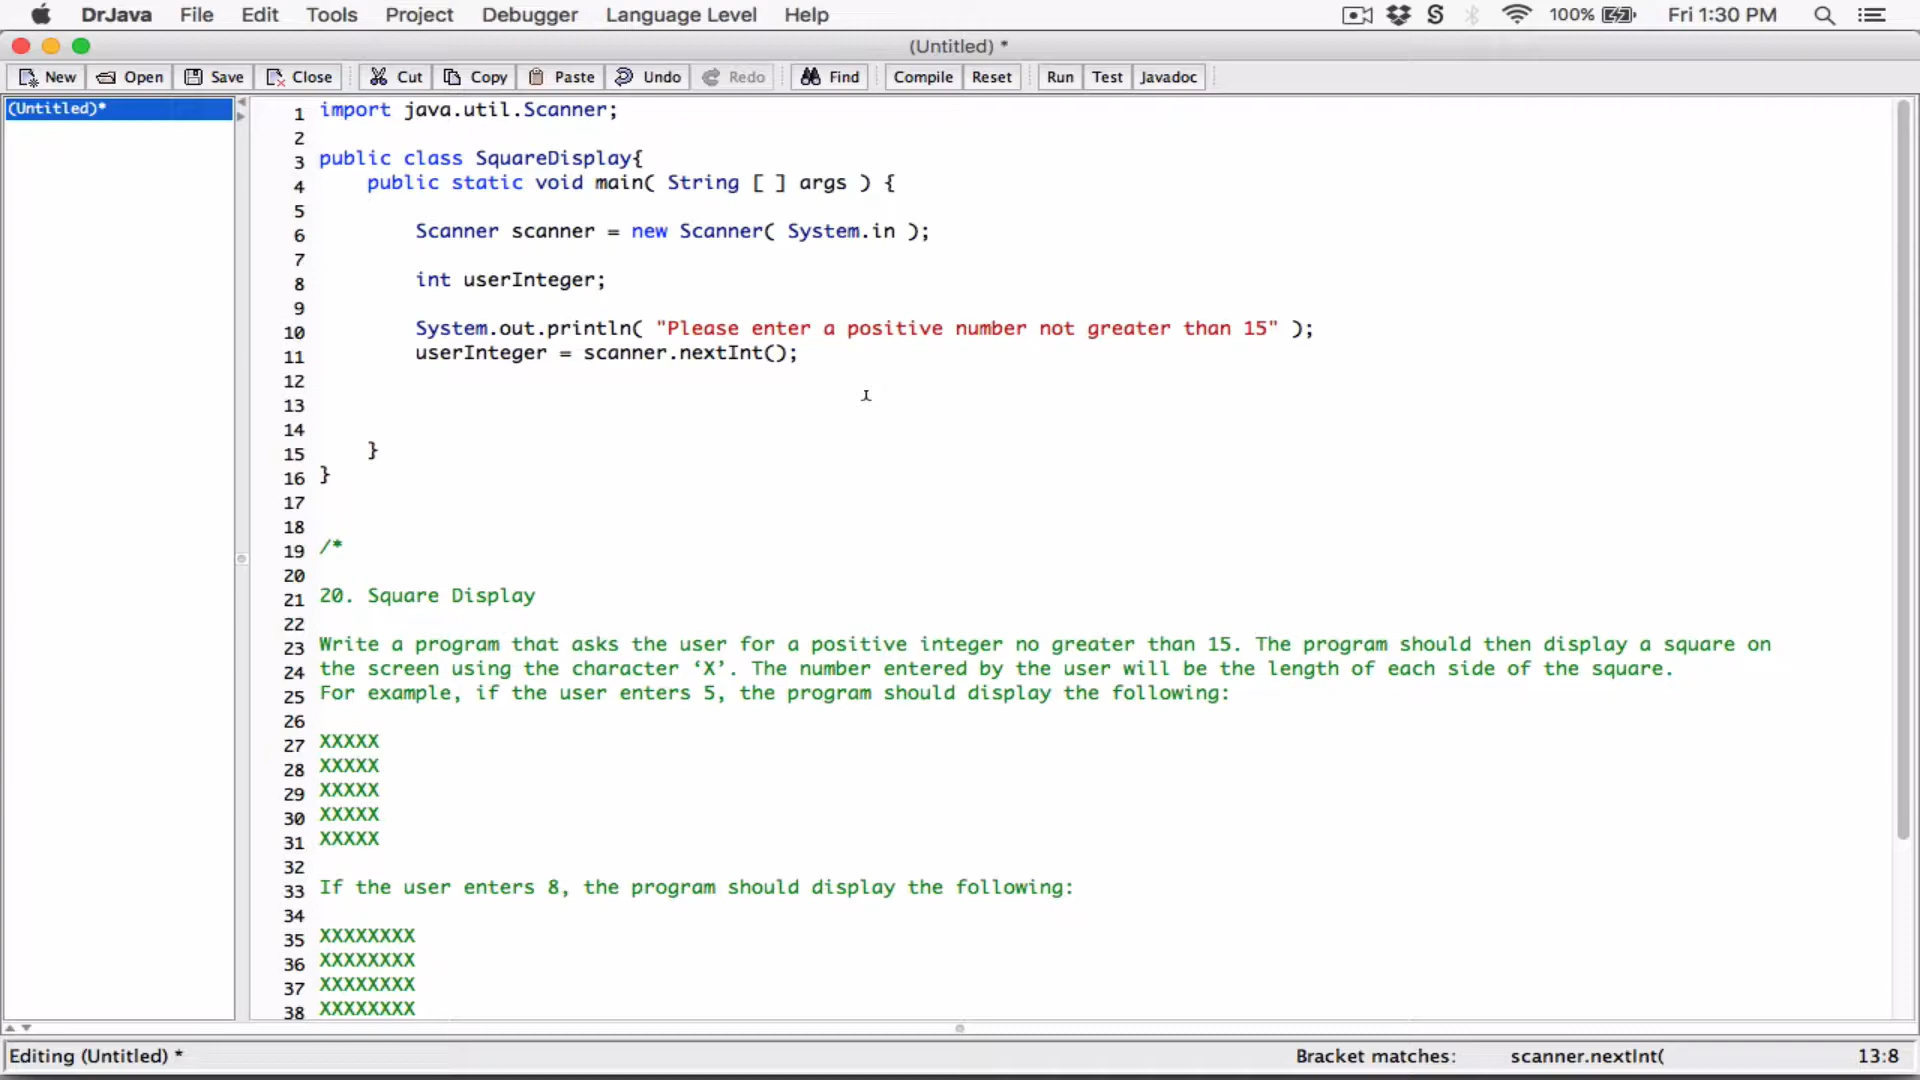 DrJava File Edit Tools Project Debugger Language Level Help 100% Fri 1:30 PM
(Untitled) *
New Open Save Close Cut Copy Paste Undo Redo Find Compile Reset Run Test Javadoc
(Untitled)*
1 import java.util.Scanner;
2
3 public class SquareDisplay{
4 public static void main( String [ ] args ) {
5
6 Scanner scanner = new Scanner( System.in );
7
8 int userInteger;
9
10 System.out.println( "Please enter a positive number not greater than 15" );
11 userInteger = scanner.nextInt();
12
13
14
15 }
16 }
17
18
19 /*
20
21 20. Square Display
22
23 Write a program that asks the user for a positive integer no greater than 15. The program should then display a square on
24 the screen using the character ‘X’. The number entered by the user will be the length of each side of the square.
25 For example, if the user enters 5, the program should display the following:
26
27 XXXXX
28 XXXXX
29 XXXXX
30 XXXXX
31 XXXXX
32
33 If the user enters 8, the program should display the following:
34
35 XXXXXXXX
36 XXXXXXXX
37 XXXXXXXX
38 XXXXXXXX
Editing (Untitled) * Bracket matches: scanner.nextInt( 13:8